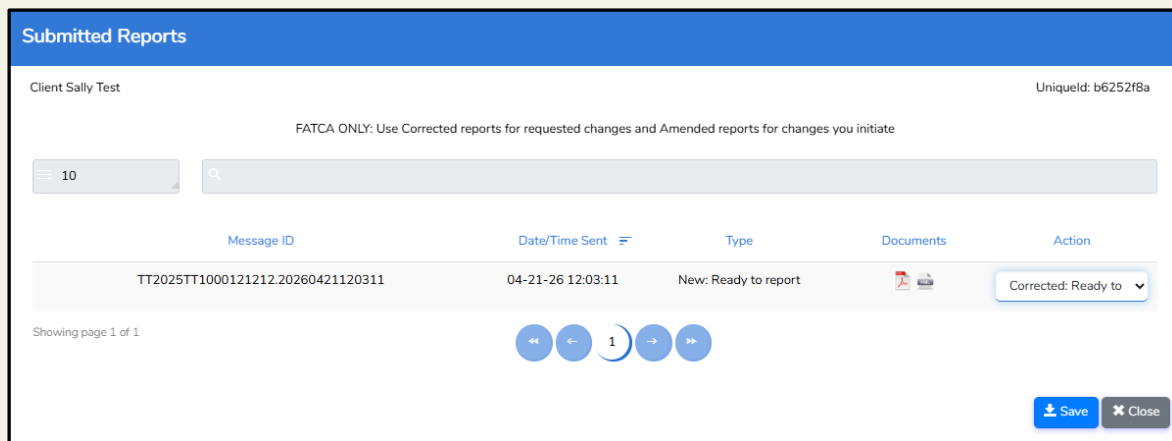 Submitted Reports
Client Sally Test UniqueId: b6252f8a
FATCA ONLY: Use Corrected reports for requested changes and Amended reports for changes you initiate
10
Message ID Date/Time Sent Type Documents Action
TT2025TT1000121212.20260421120311 04-21-26 12:03:11 New: Ready to report Corrected: Ready to
Showing page 1 of 1 1
Save Close